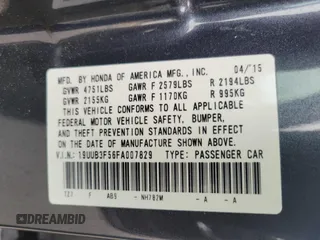 MFD. BY HONDA OF AMERICA MFG., INC. 04/15
GVWR 4751LBS GAWR F 2579LBS R 2194LBS
GVWR 2155KG GAWR F 1170KG R 995KG
THIS VEHICLE CONFORMS TO ALL APPLICABLE
FEDERAL MOTOR VEHICLE SAFETY, BUMPER,
AND THEFT PREVENTION STANDARDS IN EFFECT
ON THE DATE OF MANUFACTURE SHOWN ABOVE.
19UUB3F56FA007829 TYPE: PASSENGER CAR
F ABS NH782M - A - A